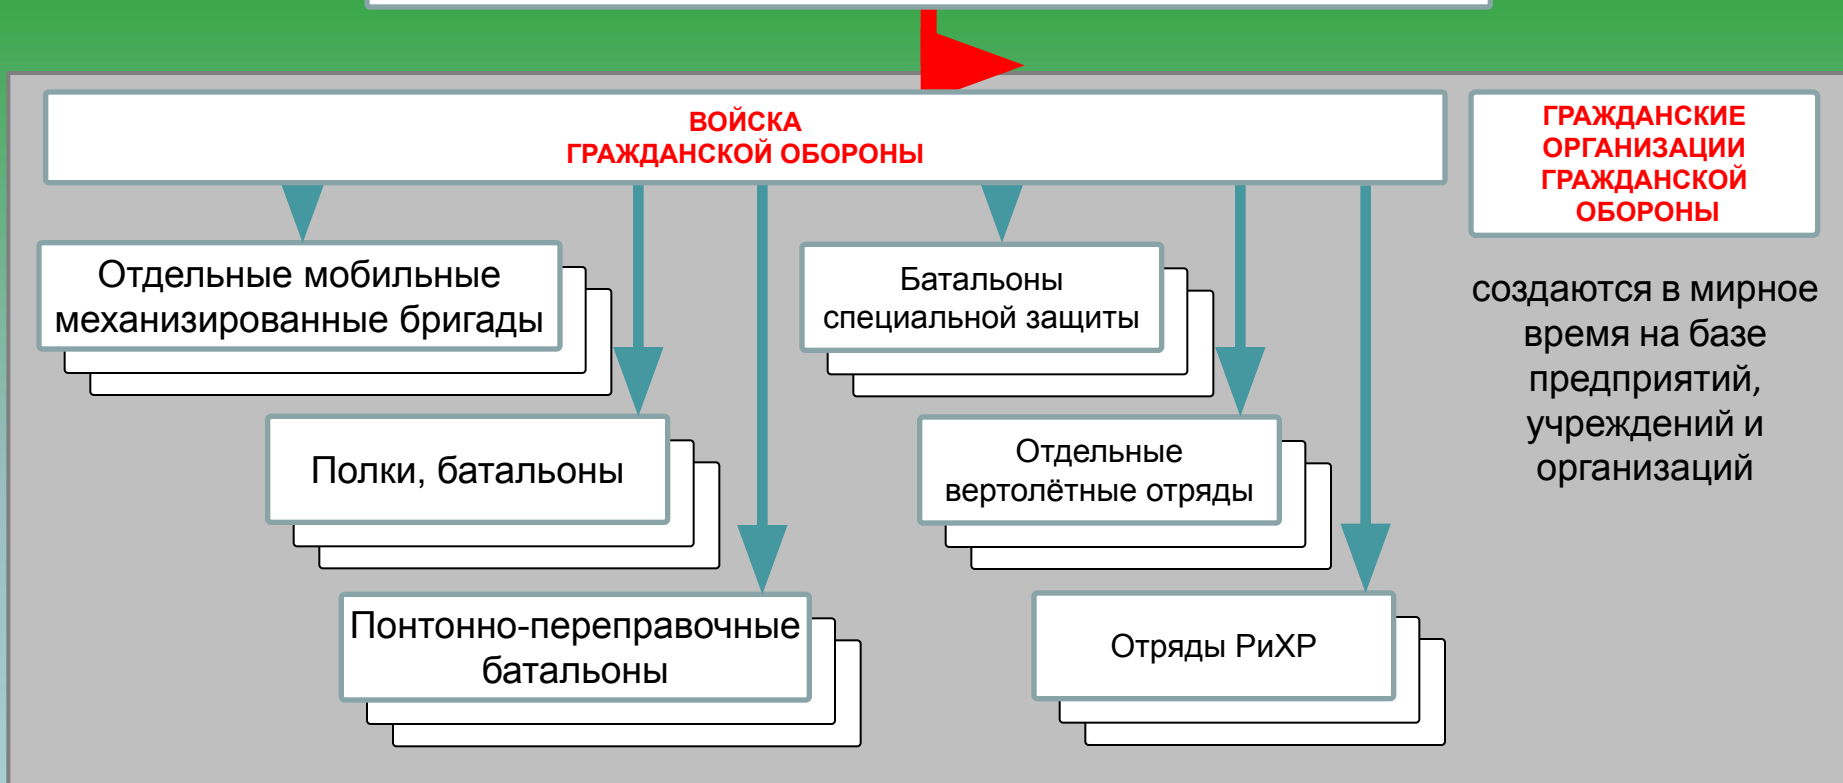 ВОЙСКА
ГРАЖДАНСКОЙ ОБОРОНЫ
ГРАЖДАНСКИЕ
ОРГАНИЗАЦИИ
ГРАЖДАНСКОЙ
ОБОРОНЫ
Отдельные мобильные
механизированные бригады
Батальоны
специальной защиты
создаются в мирное
время на базе
предприятий,
учреждений и
организаций
Полки, батальоны
Отдельные
вертолётные отряды
Понтонно-переправочные
батальоны
Отряды РиХР